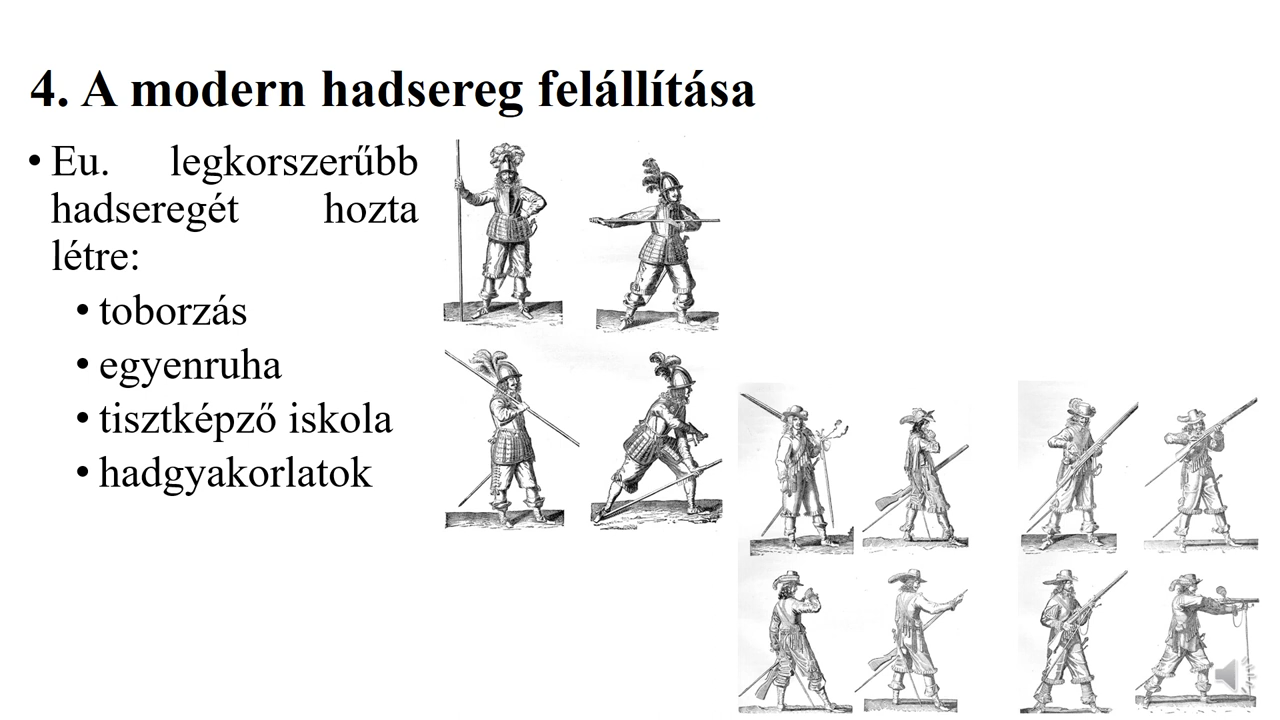 4. A modern hadsereg felállítása
• Eu. legkorszerűbb
hadseregét hozta
létre:
• toborzás
• egyenruha
• tisztképző iskola
• hadgyakorlatok